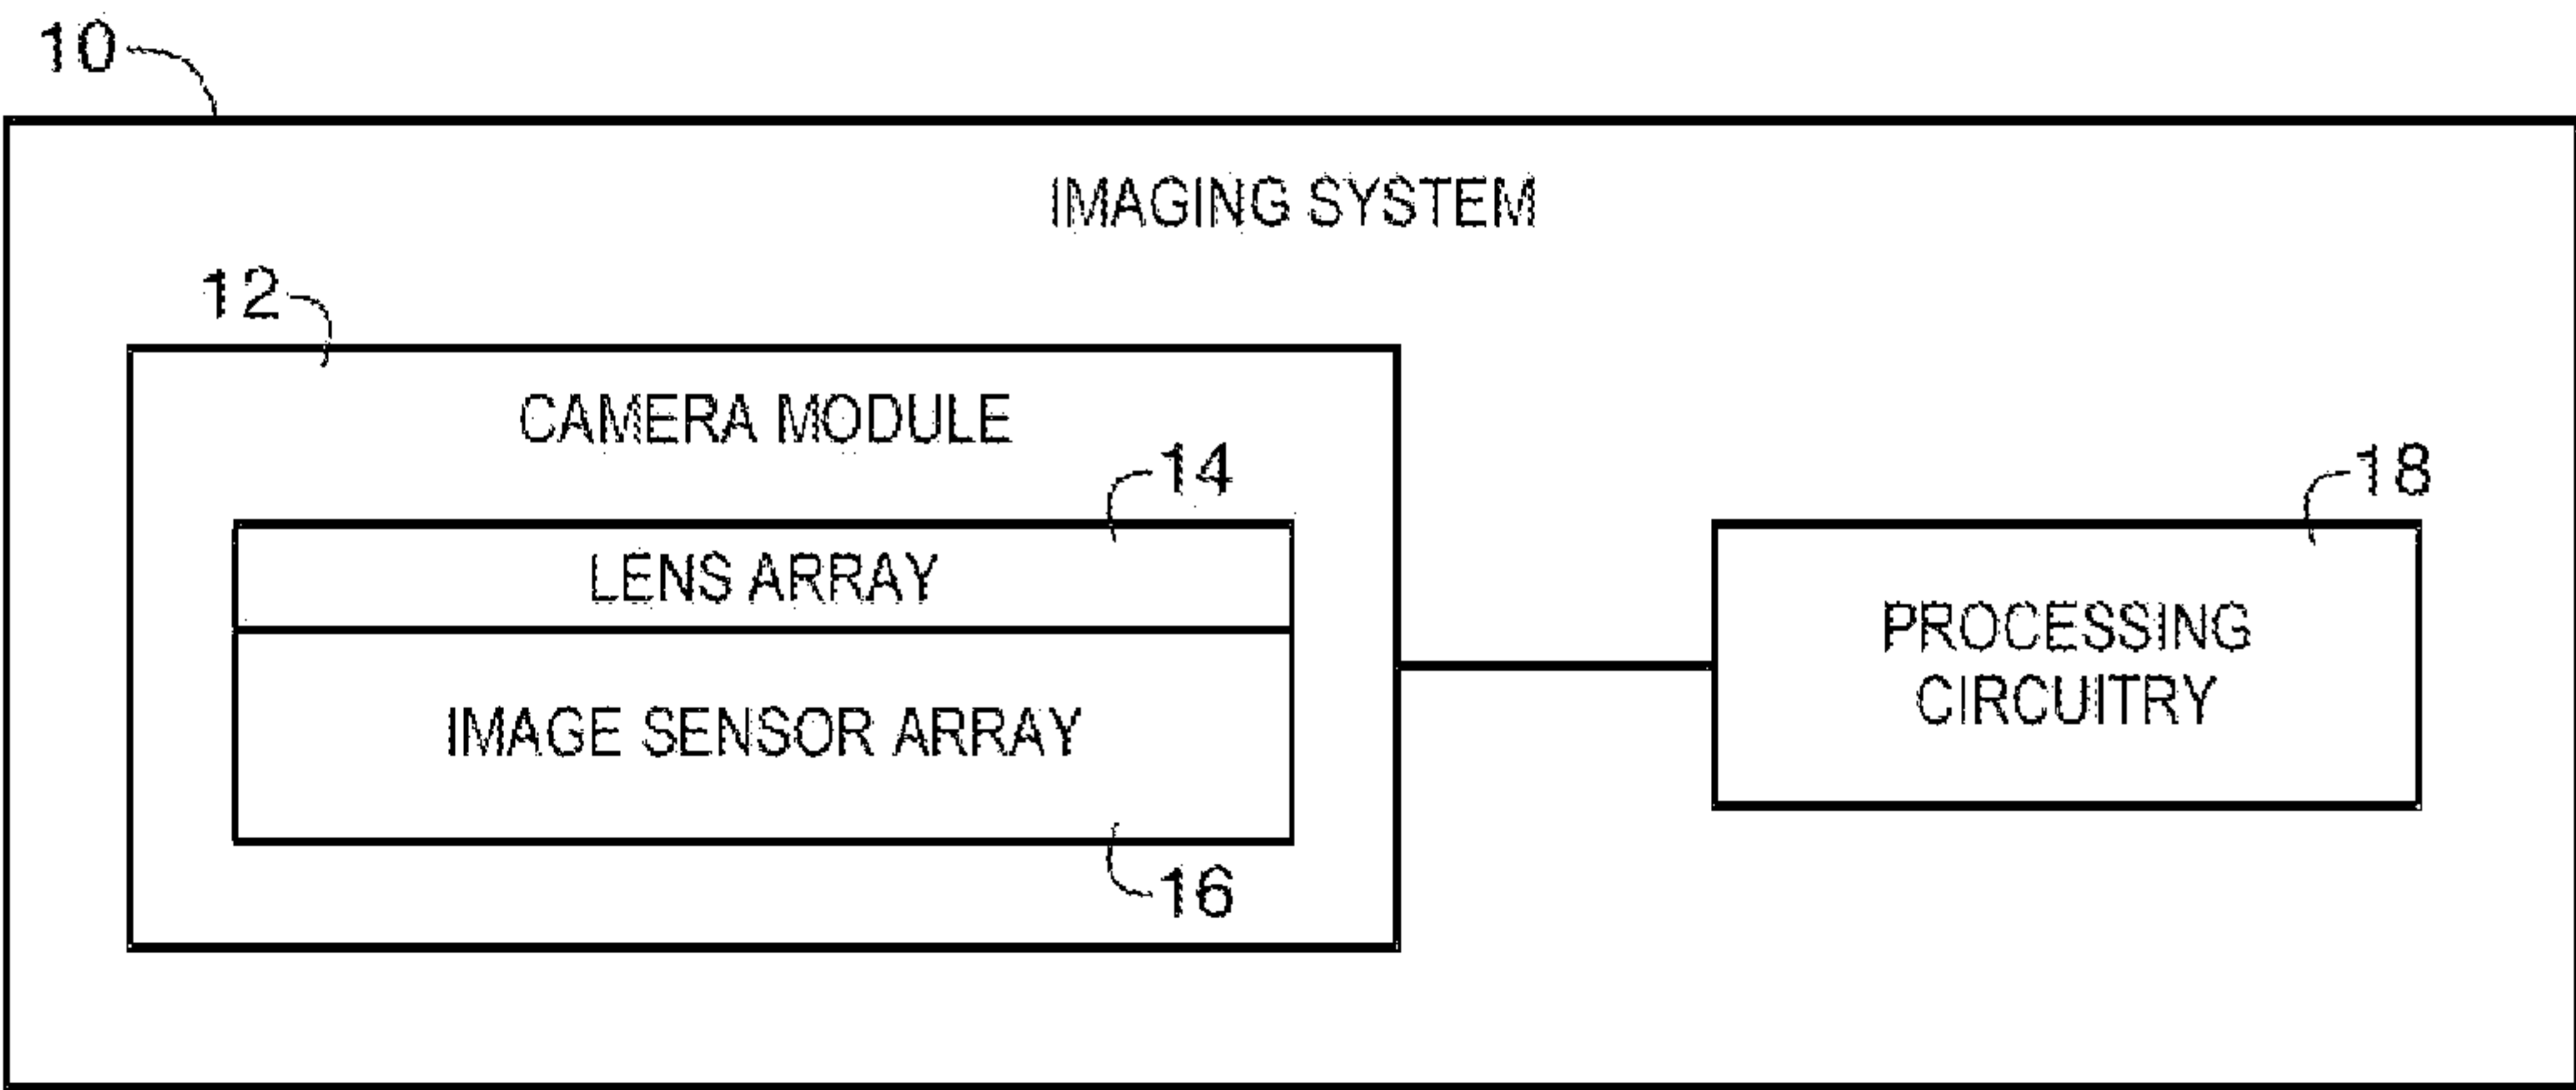 10
IMAGING SYSTEM
12
CAMERA MODULE
14
LENS ARRAY
IMAGE SENSOR ARRAY
16
18
PROCESSING
CIRCUITRY